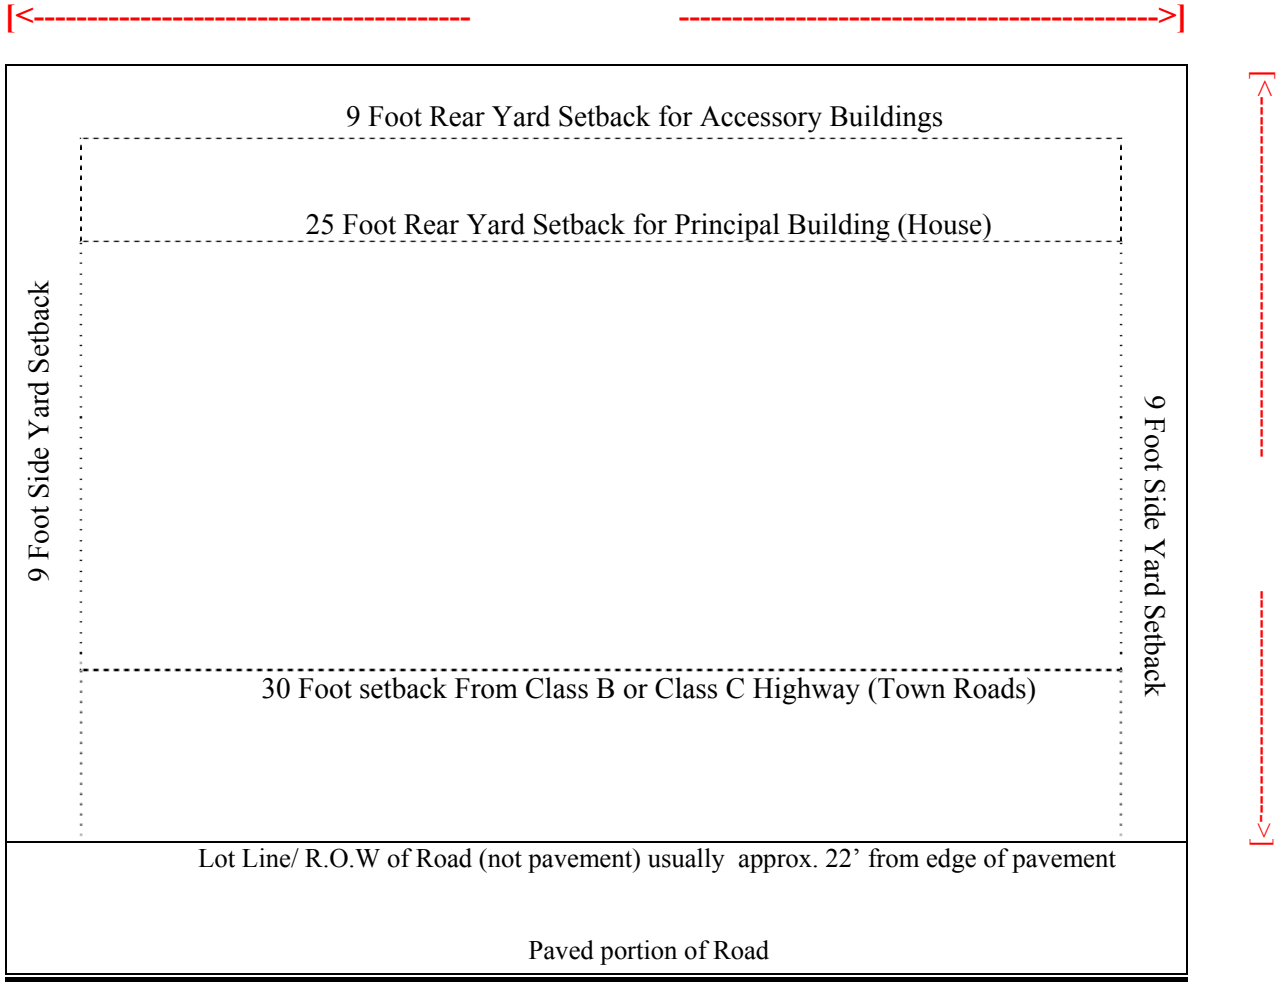 9 Foot Rear Yard Setback for Accessory Buildings
25 Foot Rear Yard Setback for Principal Building (House)
9 Foot Side Yard Setback
9 Foot Side Yard Setback
30 Foot setback From Class B or Class C Highway (Town Roads)
Lot Line/ R.O.W of Road (not pavement) usually  approx. 22’ from edge of pavement
Paved portion of Road